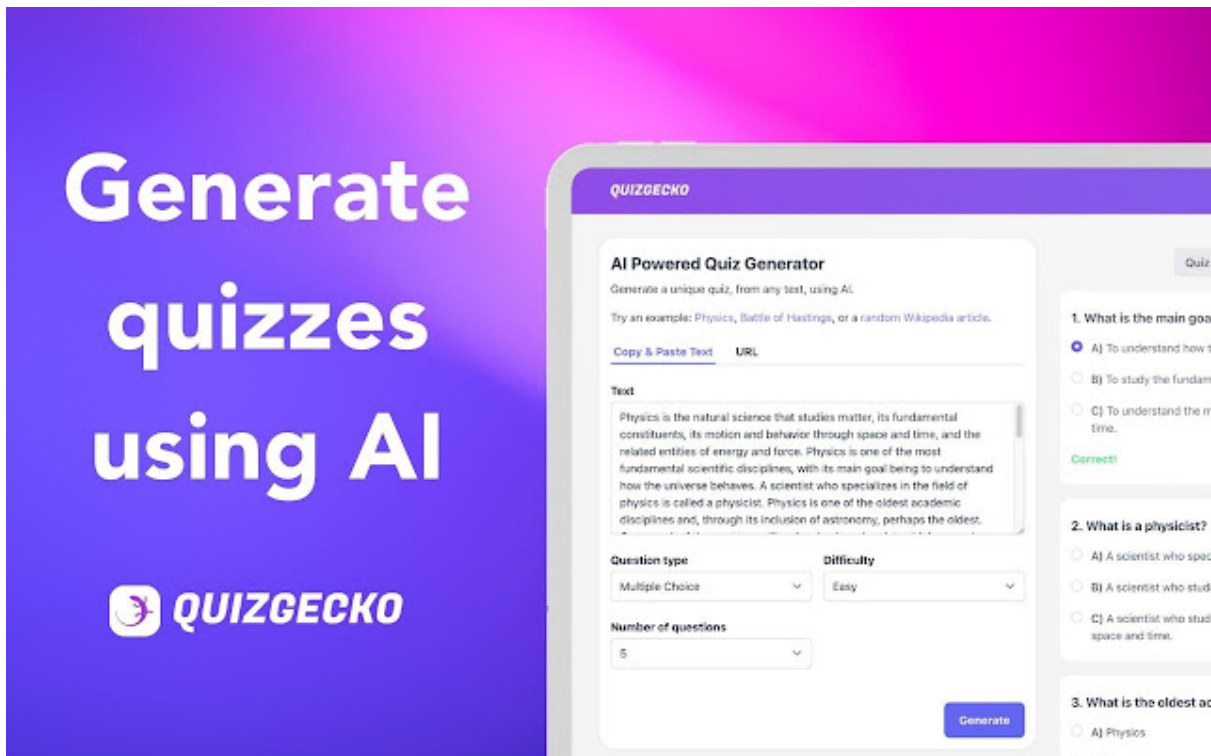 Generate
quizzes
using AI
QUIZGECKO
QUIZGECKO
AI Powered Quiz Generator
Generate a unique quiz, from any text, using AI.
Try an example: Physics, Battle of Hastings, or a random Wikipedia article.
Copy & Paste Text URL
Text
Physics is the natural science that studies matter, its fundamental
constituents, its motion and behavior through space and time, and the
related entities of energy and force. Physics is one of the most
fundamental scientific disciplines, with its main goal being to understand
how the universe behaves. A scientist who specializes in the field of
physics is called a physicist. Physics is one of the oldest academic
disciplines and, through its inclusion of astronomy, perhaps the oldest.
Question type Difficulty
Multiple Choice Easy
Number of questions
5
Generate
Quiz
1. What is the main goa
A) To understand how t
B) To study the fundam
C) To understand the m
time.
Correct!
2. What is a physicist?
A) A scientist who spec
B) A scientist who stud
C) A scientist who stud
space and time.
3. What is the oldest ac
A) Physics